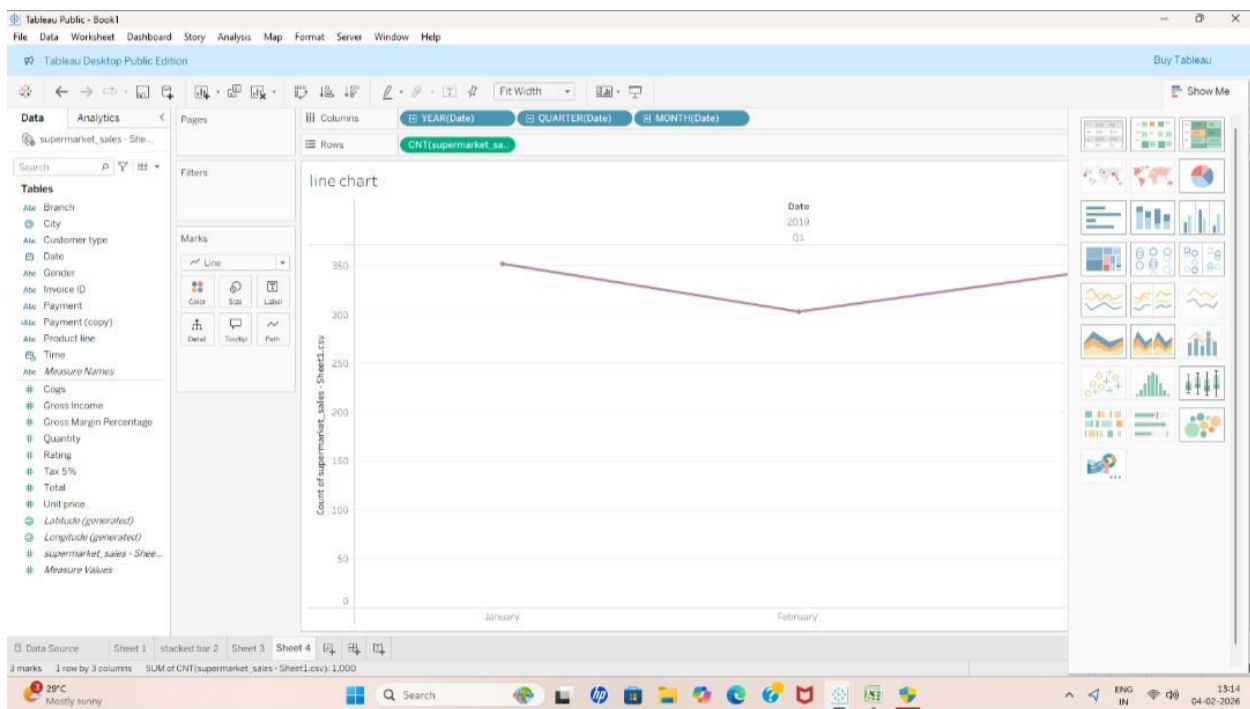 Tableau Public - Book1
File Data Worksheet Dashboard Story Analysis Map Format Server Window Help
Tableau Desktop Public Edition
Buy Tableau
Fit Width
Show Me
Data Analytics
supermarket_sales - She...
Search
Tables
Abc Branch
City
Abc Customer type
Date
Abc Gender
Abc Invoice ID
Abc Payment
Abc Payment (copy)
Abc Product line
Time
Abc Measure Names
# Cogs
# Gross Income
# Gross Margin Percentage
# Quantity
# Rating
# Tax 5%
# Total
# Unit price
Latitude (generated)
Longitude (generated)
# supermarket_sales - Shee...
# Measure Values
Pages
Filters
Marks
Line
Color Size Label
Detail Tooltip Path
Columns YEAR(Date) QUARTER(Date) MONTH(Date)
Rows CNT(supermarket_sa..
line chart
Date
2019
Q1
Count of supermarket_sales - Sheet1.csv
350
300
250
200
150
100
50
0
January February
Data Source Sheet 1 stacked bar 2 Sheet 3 Sheet 4
3 marks 1 row by 3 columns SUM of CNT(supermarket_sales - Sheet1.csv): 1,000
3
29°C
Mostly sunny
Search
ENG
IN
13:14
04-02-2026